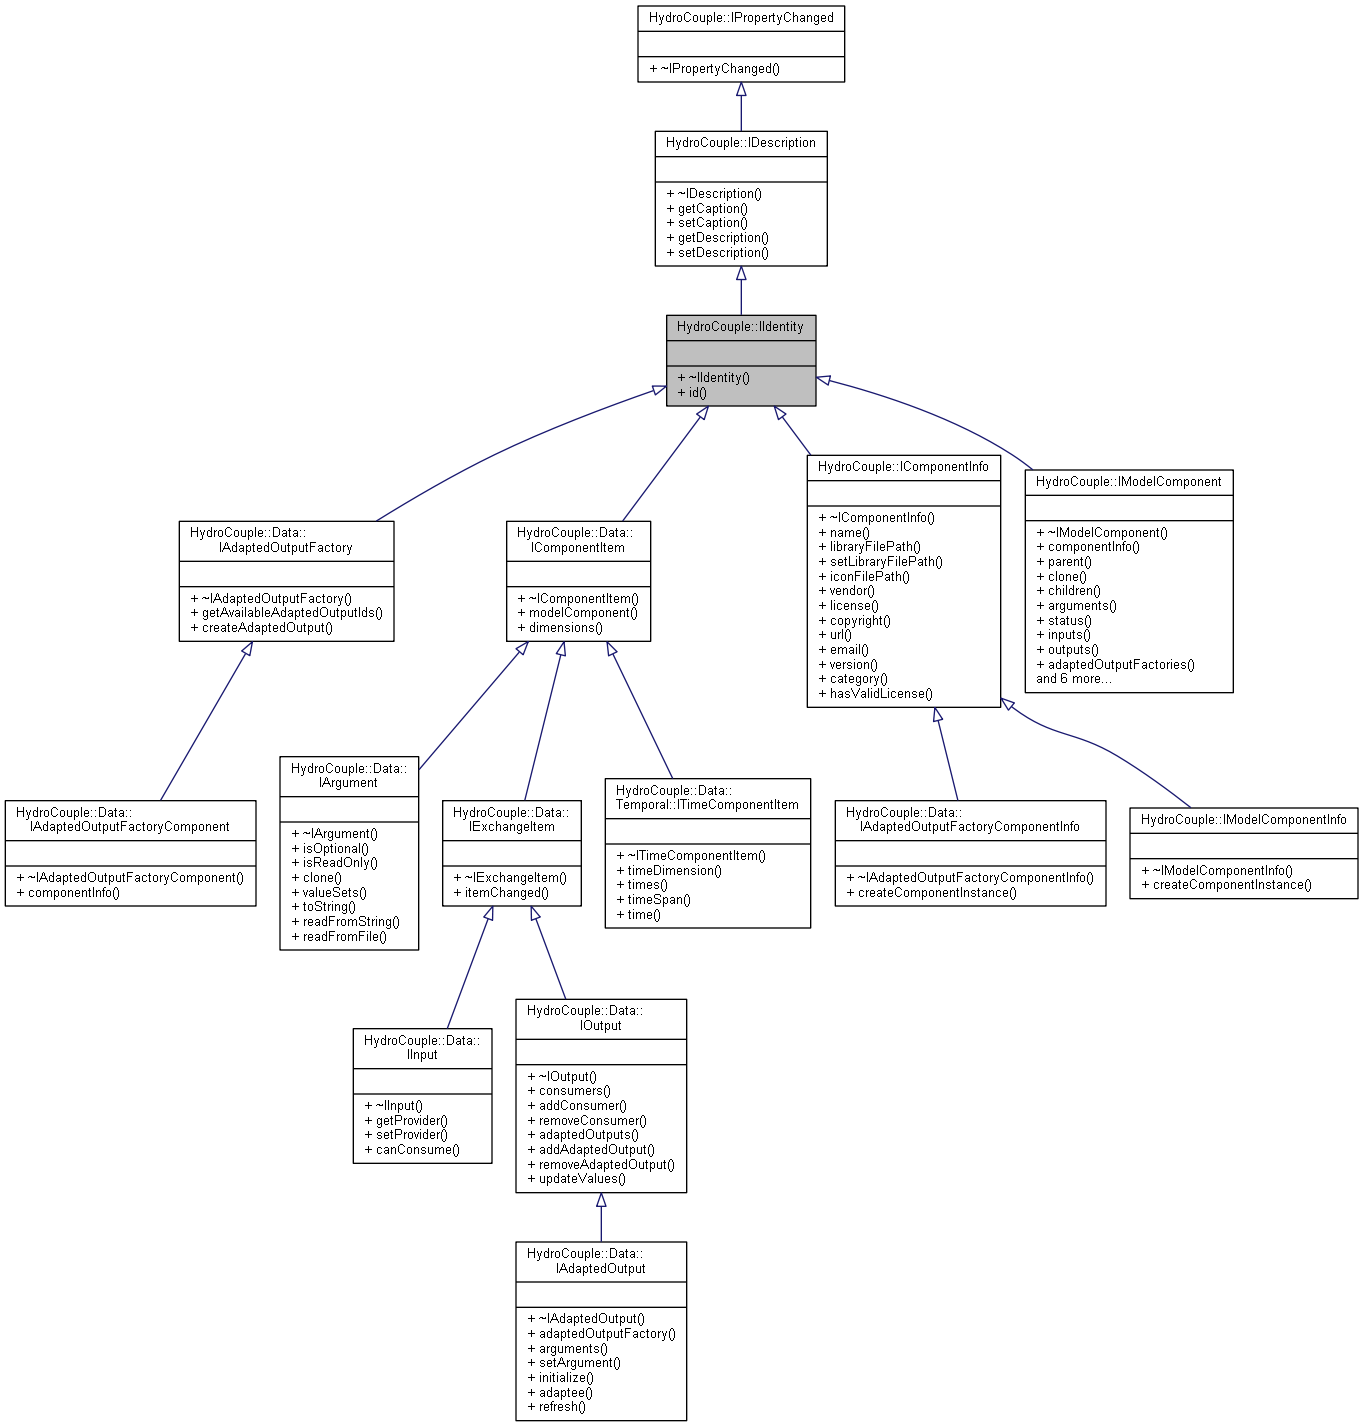 HydroCouple::IPropertyChanged
+ ~IPropertyChanged()
HydroCouple::IDescription
+ ~IDescription()
+ getCaption()
+ setCaption()
+ getDescription()
+ setDescription()
HydroCouple::IIdentity
+ ~IIdentity()
+ id()
HydroCouple::Data::
IAdaptedOutputFactory
+ ~IAdaptedOutputFactory()
+ getAvailableAdaptedOutputIds()
+ createAdaptedOutput()
HydroCouple::Data::
IComponentItem
+ ~IComponentItem()
+ modelComponent()
+ dimensions()
HydroCouple::IComponentInfo
+ ~IComponentInfo()
+ name()
+ libraryFilePath()
+ setLibraryFilePath()
+ iconFilePath()
+ vendor()
+ license()
+ copyright()
+ url()
+ email()
+ version()
+ category()
+ hasValidLicense()
HydroCouple::IModelComponent
+ ~IModelComponent()
+ componentInfo()
+ parent()
+ clone()
+ children()
+ arguments()
+ status()
+ inputs()
+ outputs()
+ adaptedOutputFactories()
and 6 more...
HydroCouple::Data::
IAdaptedOutputFactoryComponent
+ ~IAdaptedOutputFactoryComponent()
+ componentInfo()
HydroCouple::Data::
IArgument
+ ~IArgument()
+ isOptional()
+ isReadOnly()
+ clone()
+ valueSets()
+ toString()
+ readFromString()
+ readFromFile()
HydroCouple::Data::
IExchangeItem
+ ~IExchangeItem()
+ itemChanged()
HydroCouple::Data::
Temporal::ITimeComponentItem
+ ~ITimeComponentItem()
+ timeDimension()
+ times()
+ timeSpan()
+ time()
HydroCouple::Data::
IAdaptedOutputFactoryComponentInfo
+ ~IAdaptedOutputFactoryComponentInfo()
+ createComponentInstance()
HydroCouple::IModelComponentInfo
+ ~IModelComponentInfo()
+ createComponentInstance()
HydroCouple::Data::
IInput
+ ~IInput()
+ getProvider()
+ setProvider()
+ canConsume()
HydroCouple::Data::
IOutput
+ ~IOutput()
+ consumers()
+ addConsumer()
+ removeConsumer()
+ adaptedOutputs()
+ addAdaptedOutput()
+ removeAdaptedOutput()
+ updateValues()
HydroCouple::Data::
IAdaptedOutput
+ ~IAdaptedOutput()
+ adaptedOutputFactory()
+ arguments()
+ setArgument()
+ initialize()
+ adaptee()
+ refresh()